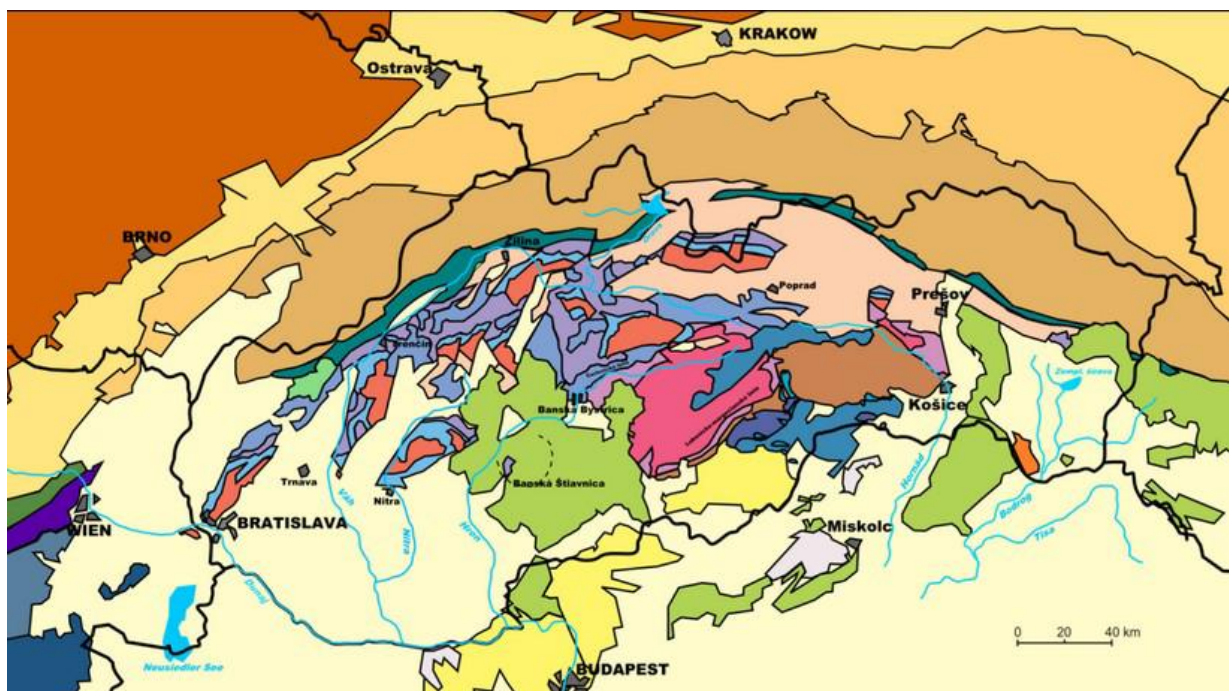 KRAKOW
Ostrava
BRNO
Žilina
Orava
Poprad
Prešov
Trenčín
Zempl. šírava
Banská Bystrica
Košice
Trnava
Nitra
Banská Štiavnica
WIEN
BRATISLAVA
Váh
Nitra
Hron
Hornád
Bodrog
Tisa
Miskolc
Dunaj
0 20 40 km
Neusiedler See
BUDAPEST